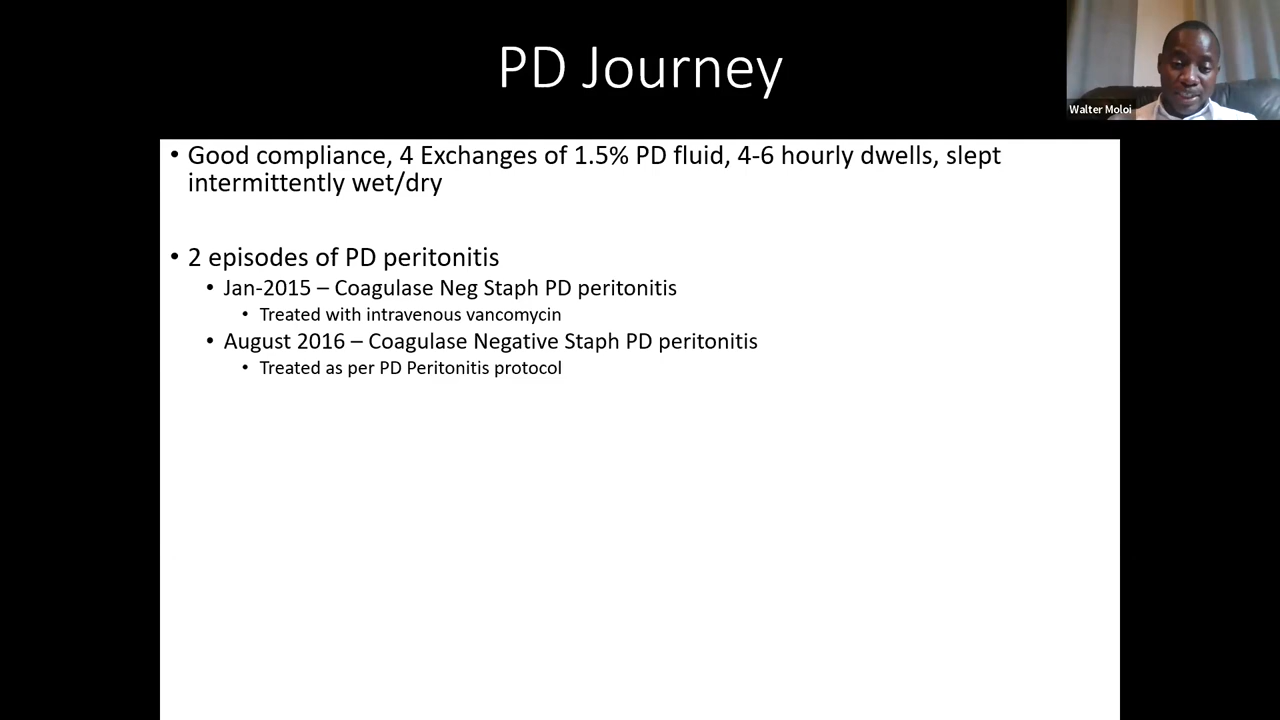 PD Journey
Walter Moloi
• Good compliance, 4 Exchanges of 1.5% PD fluid, 4-6 hourly dwells, slept
intermittently wet/dry
• 2 episodes of PD peritonitis
• Jan-2015 – Coagulase Neg Staph PD peritonitis
• Treated with intravenous vancomycin
• August 2016 – Coagulase Negative Staph PD peritonitis
• Treated as per PD Peritonitis protocol